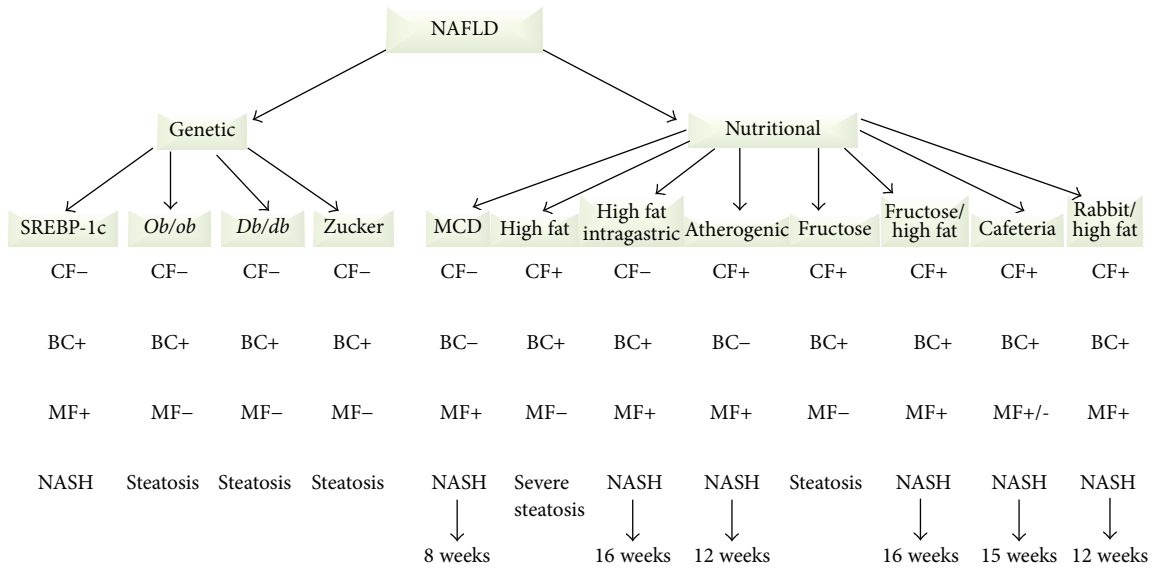 NAFLD
Genetic
Nutritional
SREBP-1c
Ob/ob
Db/db
Zucker
MCD
High fat
High fat
intragastric
Atherogenic
Fructose
Fructose/
high fat
Cafeteria
Rabbit/
high fat
CF− CF− CF− CF− CF− CF+ CF− CF+ CF+ CF+ CF+ CF+
BC+ BC+ BC+ BC+ BC− BC+ BC+ BC− BC+ BC+ BC+ BC+
MF+ MF− MF− MF− MF+ MF− MF+ MF+ MF− MF+ MF+/- MF+
NASH Steatosis Steatosis Steatosis NASH Severe NASH NASH Steatosis NASH NASH NASH
steatosis
8 weeks 16 weeks 12 weeks 16 weeks 15 weeks 12 weeks